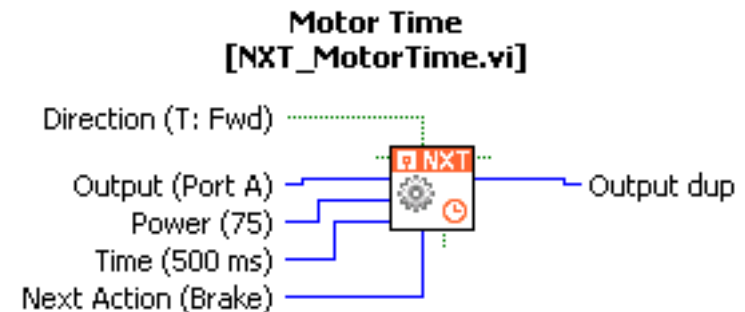 Motor Time
[NXT_MotorTime.vi]
Direction (T: Fwd)
NXT
Output (Port A)
Output dup
Power (75)
Time (500 ms)
Next Action (Brake)